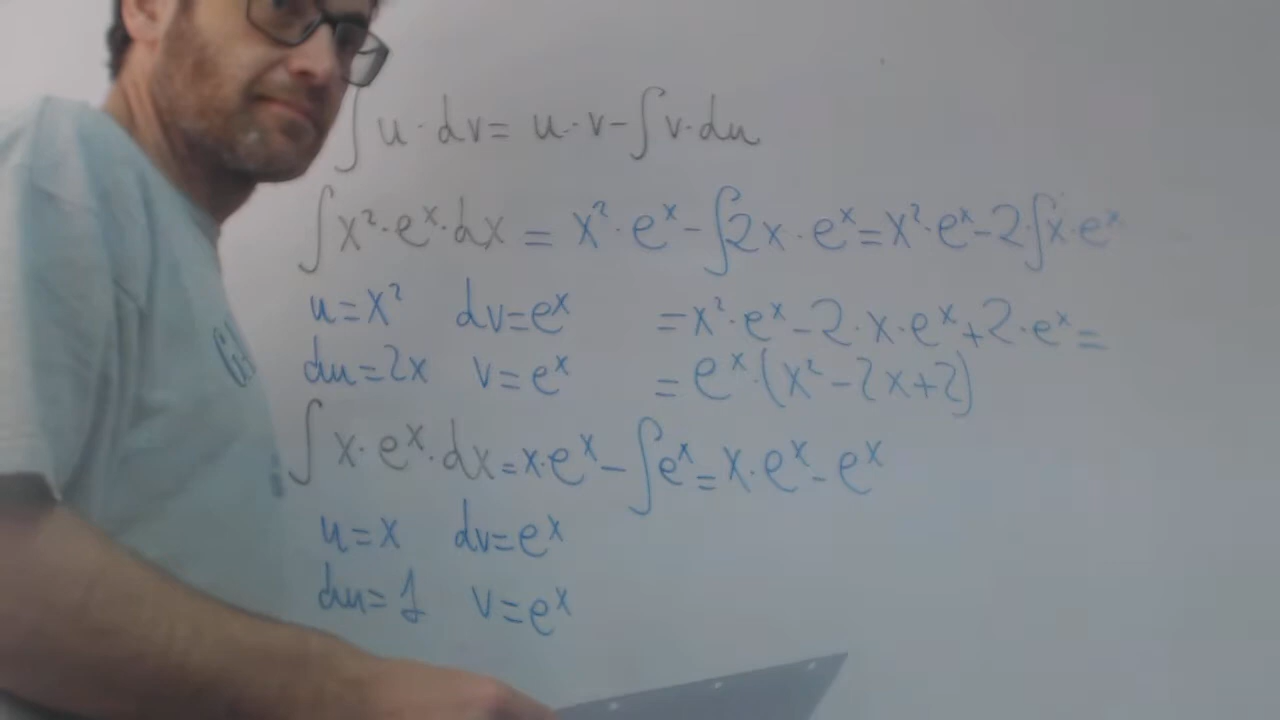 ∫u·dv= u·v-∫v·du
∫x²·eˣ·dx = x²·eˣ-∫2x·eˣ=x²·eˣ-2·∫x·eˣ
u=x² dv=eˣ =x²·eˣ-2·x·eˣ+2·eˣ=
du=2x v=eˣ =eˣ·(x²-2x+2)
∫x·eˣ·dx=x·eˣ-∫eˣ=x·eˣ-eˣ
u=x dv=eˣ
du=1 v=eˣ